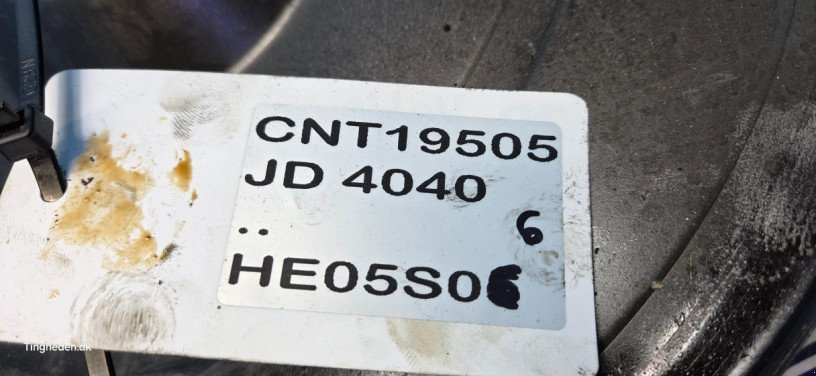 CNT19505
JD 4040
..
6
HE05S06
Tingheden.dk